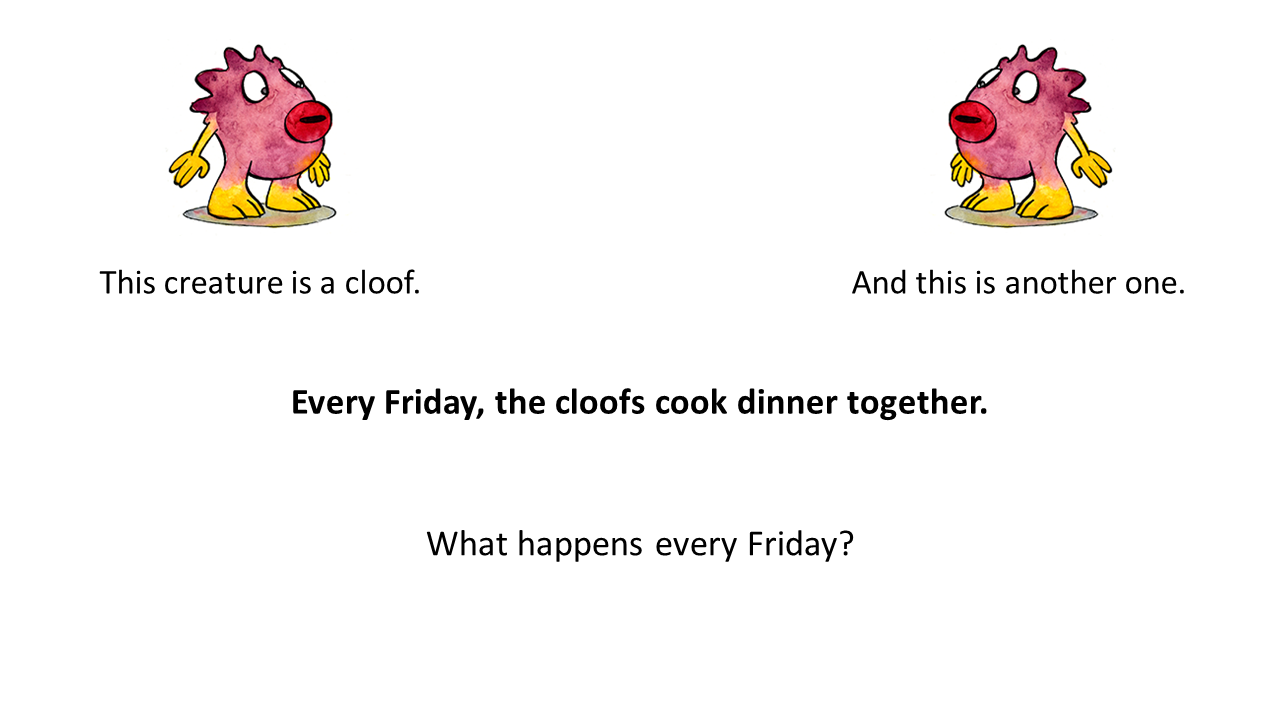 This creature is a cloof.
And this is another one.
Every Friday, the cloofs cook dinner together.
What happens every Friday?